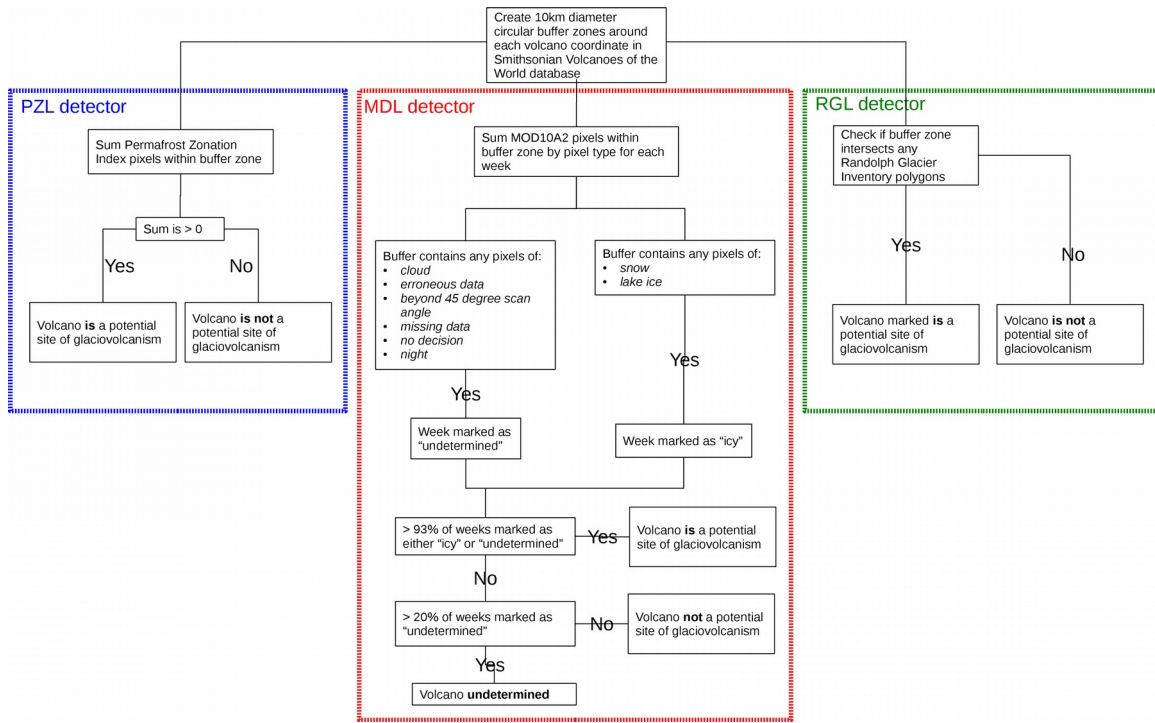 Create 10km diameter
circular buffer zones around
each volcano coordinate in
Smithsonian Volcanoes of the
World database
PZL detector
Sum Permafrost Zonation
Index pixels within buffer zone
Sum is > 0
Yes
No
Volcano is a potential
site of glaciovolcanism
Volcano is not a
potential site of
glaciovolcanism
MDL detector
Sum MOD10A2 pixels within
buffer zone by pixel type for each
week
Buffer contains any pixels of:
• cloud
• erroneous data
• beyond 45 degree scan
angle
• missing data
• no decision
• night
Yes
Week marked as
“undetermined”
Buffer contains any pixels of:
• snow
• lake ice
Yes
Week marked as “icy”
> 93% of weeks marked as
either “icy” or “undetermined”
Yes
Volcano is a potential
site of glaciovolcanism
No
> 20% of weeks marked as
“undetermined”
No
Volcano not a potential
site of glaciovolcanism
Yes
Volcano undetermined
RGL detector
Check if buffer zone
intersects any
Randolph Glacier
Inventory polygons
Yes
No
Volcano marked is a
potential site of
glaciovolcanism
Volcano is not a
potential site of
glaciovolcanism